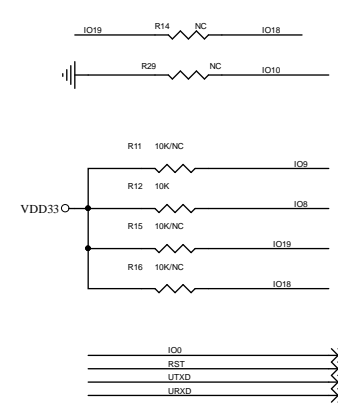 IO19 R14 NC IO18
R29 NC IO10
R11 10K/NC IO9
R12 10K IO8
VDD33
R15 10K/NC IO19
R16 10K/NC IO18
IO0
RST
UTXD
URXD